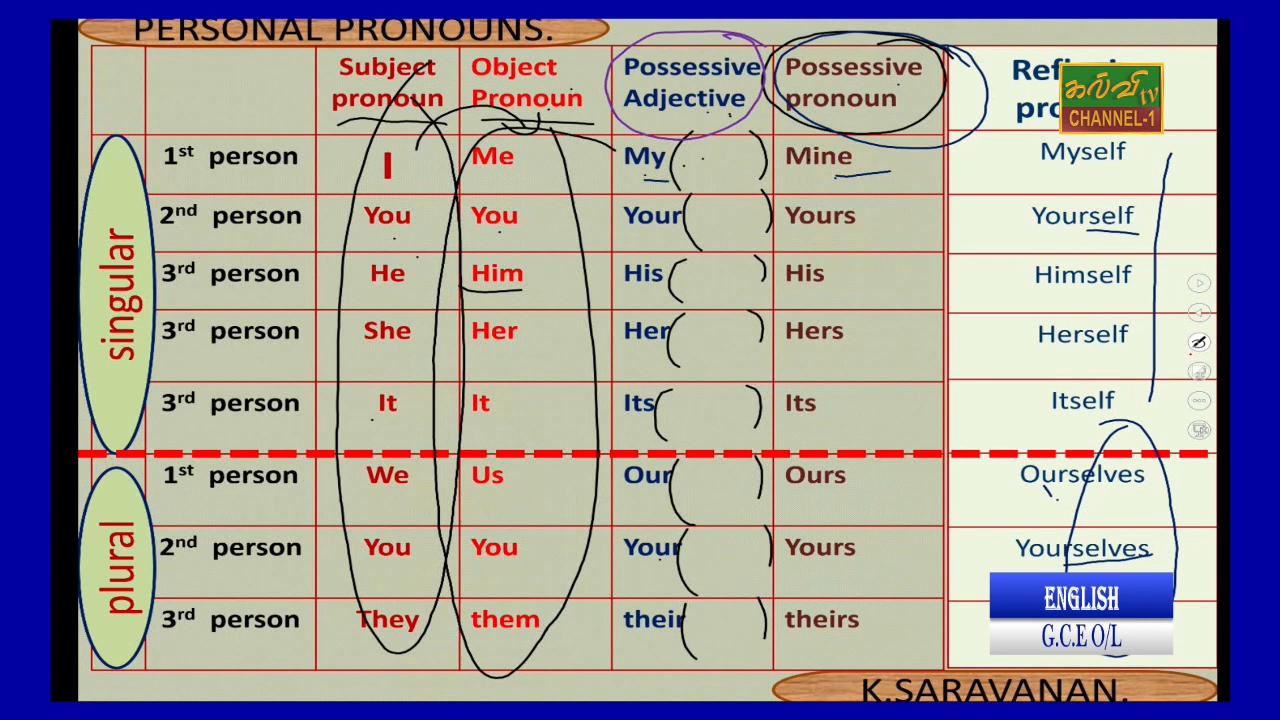 PERSONAL PRONOUNS.
Subject pronoun Object Pronoun Possessive Adjective Possessive pronoun
கல்வி tv
CHANNEL-1
singular
1st person I Me My Mine Myself
2nd person You You Your Yours Yourself
3rd person He Him His His Himself
3rd person She Her Her Hers Herself
3rd person It It Its Its Itself
plural
1st person We Us Our Ours Ourselves
2nd person You You Your Yours Yourselves
3rd person They them their theirs
ENGLISH
G.C.E O/L
K.SARAVANAN.